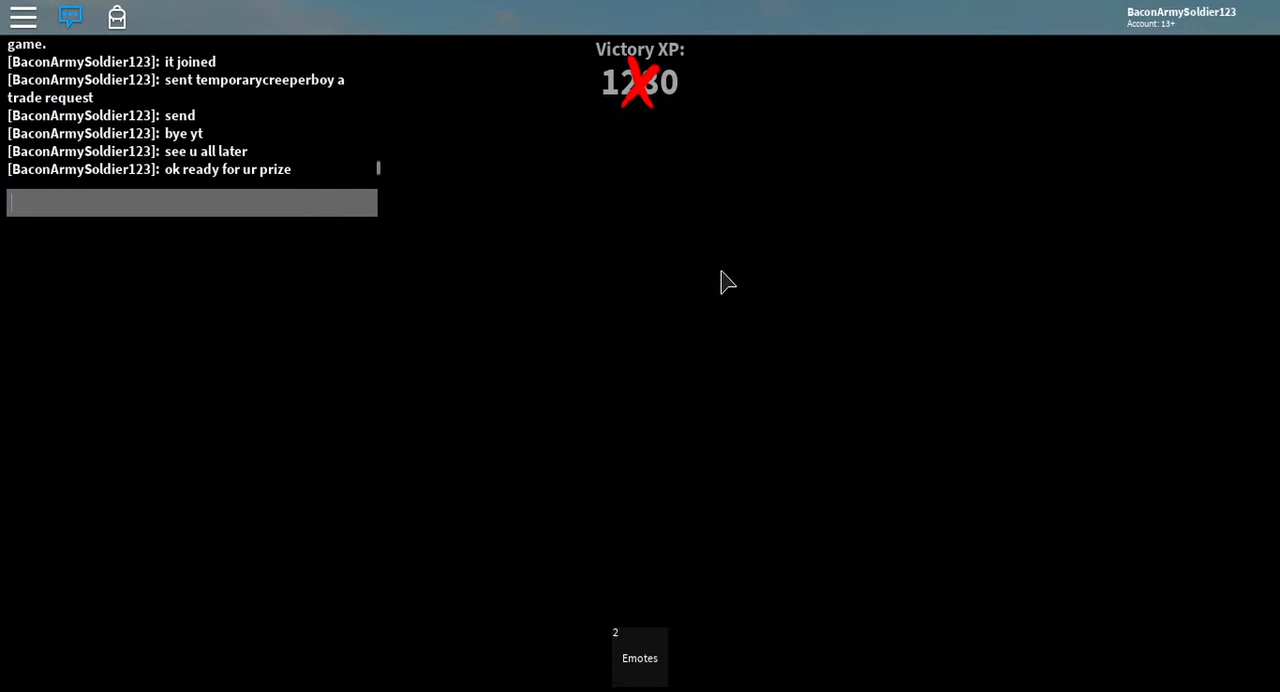 BaconArmySoldier123
Account: 13+
game.
[BaconArmySoldier123]: it joined
[BaconArmySoldier123]: sent temporarycreeperboy a
trade request
[BaconArmySoldier123]: send
[BaconArmySoldier123]: bye yt
[BaconArmySoldier123]: see u all later
[BaconArmySoldier123]: ok ready for ur prize
Victory XP:
1230
2
Emotes